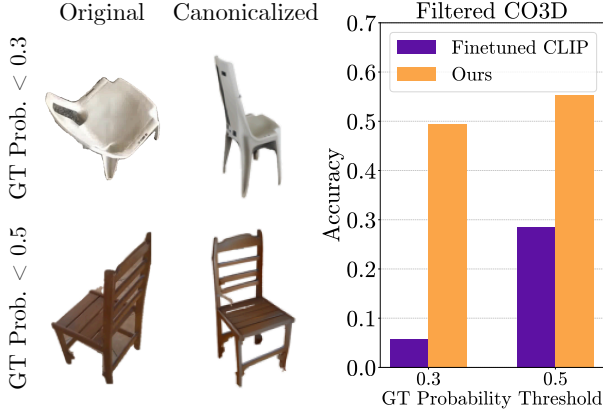 Original
Canonicalized
GT Prob. < 0.3
GT Prob. < 0.5
Filtered CO3D
Finetuned CLIP
Ours
Accuracy
0.7
0.6
0.5
0.4
0.3
0.2
0.1
0.0
0.3
0.5
GT Probability Threshold